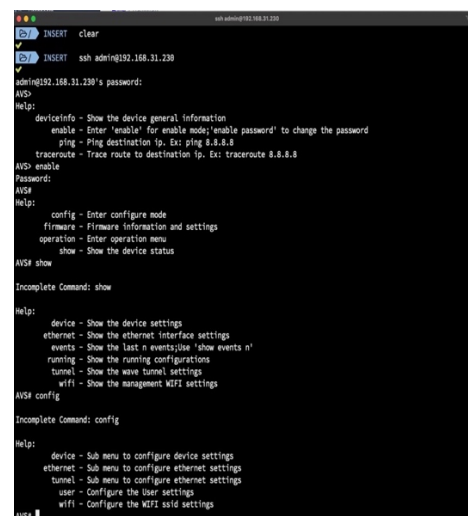 ssh admin@192.168.31.230
INSERT clear
INSERT ssh admin@192.168.31.230
admin@192.168.31.230's password:
AVS>
Help:
deviceinfo - Show the device general information
enable - Enter 'enable' for enable mode;'enable password' to change the password
ping - Ping destination ip. Ex: ping 8.8.8.8
traceroute - Trace route to destination ip. Ex: traceroute 8.8.8.8
AVS> enable
Password:
AVS#
Help:
config - Enter configure mode
firmware - Firmware information and settings
operation - Enter operation menu
show - Show the device status
AVS# show
Incomplete Command: show
Help:
device - Show the device settings
ethernet - Show the ethernet interface settings
events - Show the last n events;Use 'show events n'
running - Show the running configurations
tunnel - Show the wave tunnel settings
wifi - Show the management WIFI settings
AVS# config
Incomplete Command: config
Help:
device - Sub menu to configure device settings
ethernet - Sub menu to configure ethernet settings
tunnel - Sub menu to configure ethernet settings
user - Configure the User settings
wifi - Configure the WIFI ssid settings
AVS#